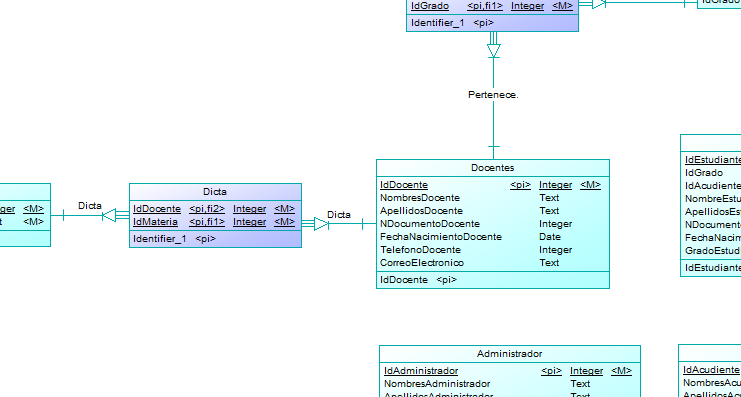 IdGrado <pi,fi1> Integer <M>
Identifier_1 <pi>
IdGrado
Pertenece.
Docentes
IdDocente <pi> Integer <M>
NombresDocente Text
ApellidosDocente Text
NDocumentoDocente Integer
FechaNacimientoDocente Date
TelefonoDocente Integer
CorreoElectronico Text
IdDocente <pi>
Dicta
<M>
<M>
Dicta
IdDocente <pi,fi2> Integer <M>
IdMateria <pi,fi1> Integer <M>
Identifier_1 <pi>
Dicta
IdEstudiante
IdGrado
IdAcudiente
NombreEstu
ApellidosEs
NDocument
FechaNacim
GradoEstud
IdEstudiante
Administrador
IdAdministrador <pi> Integer <M>
NombresAdministrador Text
ApellidosAdministrador Text
IdAcudiente
NombresAcu